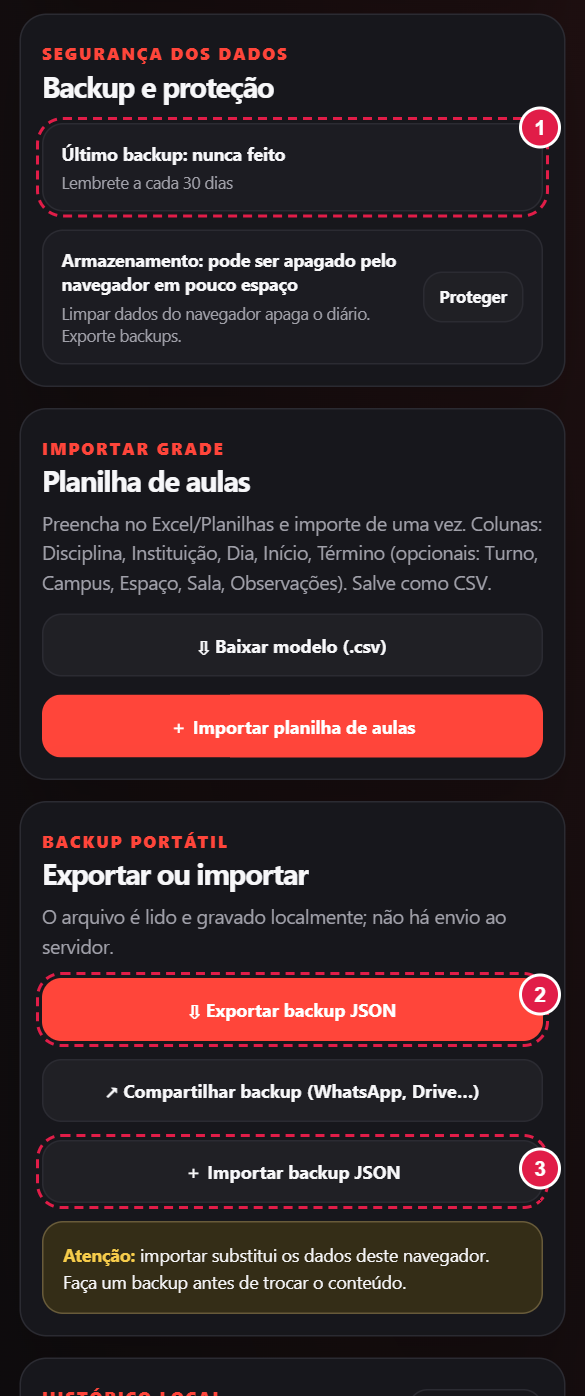 SEGURANÇA DOS DADOS
Backup e proteção
1
Último backup: nunca feito
Lembrete a cada 30 dias
Armazenamento: pode ser apagado pelo
navegador em pouco espaço
Limpar dados do navegador apaga o diário.
Exporte backups.
Proteger
IMPORTAR GRADE
Planilha de aulas
Preencha no Excel/Planilhas e importe de uma vez. Colunas:
Disciplina, Instituição, Dia, Início, Término (opcionais: Turno,
Campus, Espaço, Sala, Observações). Salve como CSV.
⇩ Baixar modelo (.csv)
+ Importar planilha de aulas
BACKUP PORTÁTIL
Exportar ou importar
O arquivo é lido e gravado localmente; não há envio ao
servidor.
2
⇩ Exportar backup JSON
↗ Compartilhar backup (WhatsApp, Drive...)
+ Importar backup JSON
3
Atenção: importar substitui os dados deste navegador.
Faça um backup antes de trocar o conteúdo.
HISTÓRICO LOCAL